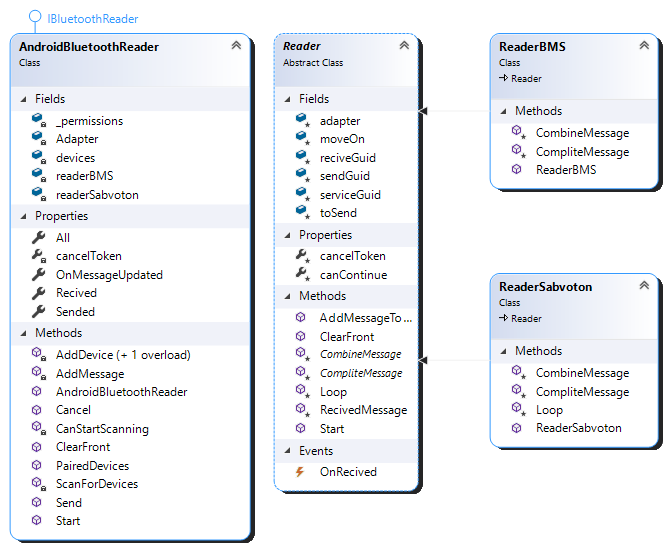 IBluetoothReader
AndroidBluetoothReader
Class
Fields
_permissions
Adapter
devices
readerBMS
readerSabvoton
Properties
All
cancelToken
OnMessageUpdated
Recived
Sended
Methods
AddDevice (+ 1 overload)
AddMessage
AndroidBluetoothReader
Cancel
CanStartScanning
ClearFront
PairedDevices
ScanForDevices
Send
Start
Reader
Abstract Class
Fields
adapter
moveOn
reciveGuid
sendGuid
serviceGuid
toSend
Properties
cancelToken
canContinue
Methods
AddMessageTo...
ClearFront
CombineMessage
CompliteMessage
Loop
RecivedMessage
Start
Events
OnRecived
ReaderBMS
Class
Reader
Methods
CombineMessage
CompliteMessage
ReaderBMS
ReaderSabvoton
Class
Reader
Methods
CombineMessage
CompliteMessage
Loop
ReaderSabvoton